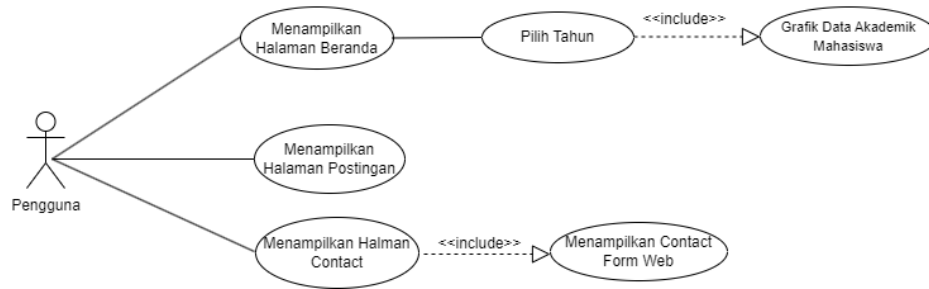 Menampilkan
Halaman Beranda
Pilih Tahun
<<include>>
Grafik Data Akademik
Mahasiswa
Menampilkan
Halaman Postingan
Pengguna
Menampilkan Halman
Contact
<<include>>
Menampilkan Contact
Form Web